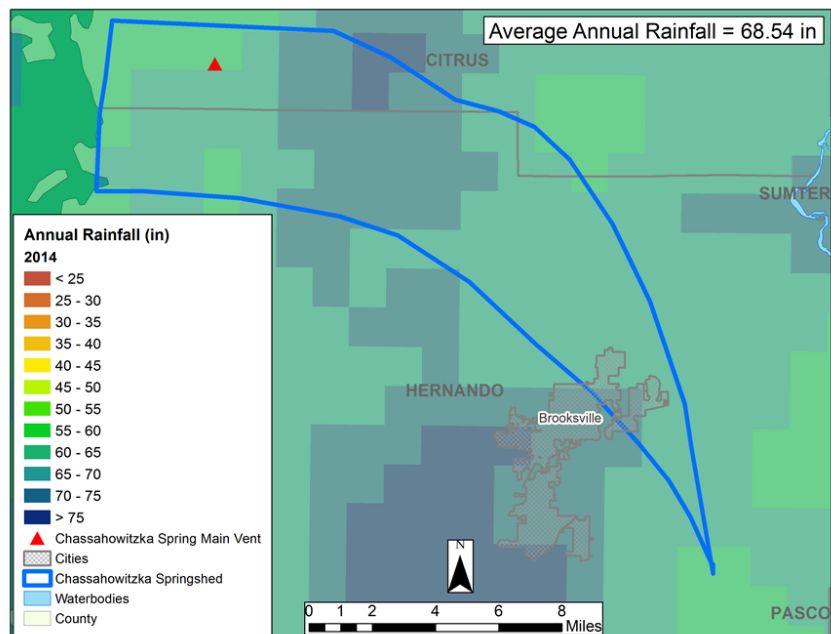 Average Annual Rainfall = 68.54 in
CITRUS
SUMTER
HERNANDO
Brooksville
PASCO
Annual Rainfall (in)
2014
< 25
25 - 30
30 - 35
35 - 40
40 - 45
45 - 50
50 - 55
55 - 60
60 - 65
65 - 70
70 - 75
> 75
Chassahowitzka Spring Main Vent
Cities
Chassahowitzka Springshed
Waterbodies
County
N
0 1 2 4 6 8
Miles